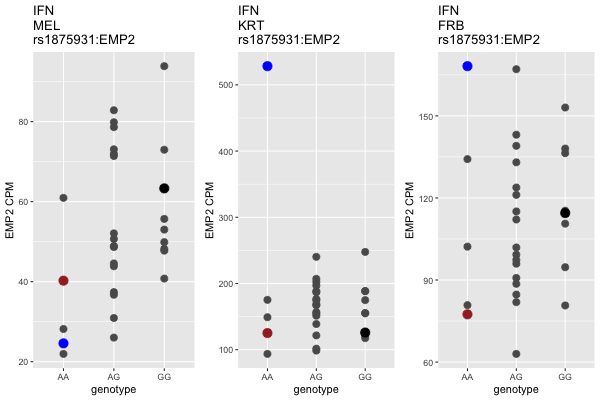 IFN
MEL
rs1875931:EMP2
EMP2 CPM
80
60
40
20
AA AG GG
genotype
IFN
KRT
rs1875931:EMP2
EMP2 CPM
500
400
300
200
100
AA AG GG
genotype
IFN
FRB
rs1875931:EMP2
EMP2 CPM
150
120
90
60
AA AG GG
genotype